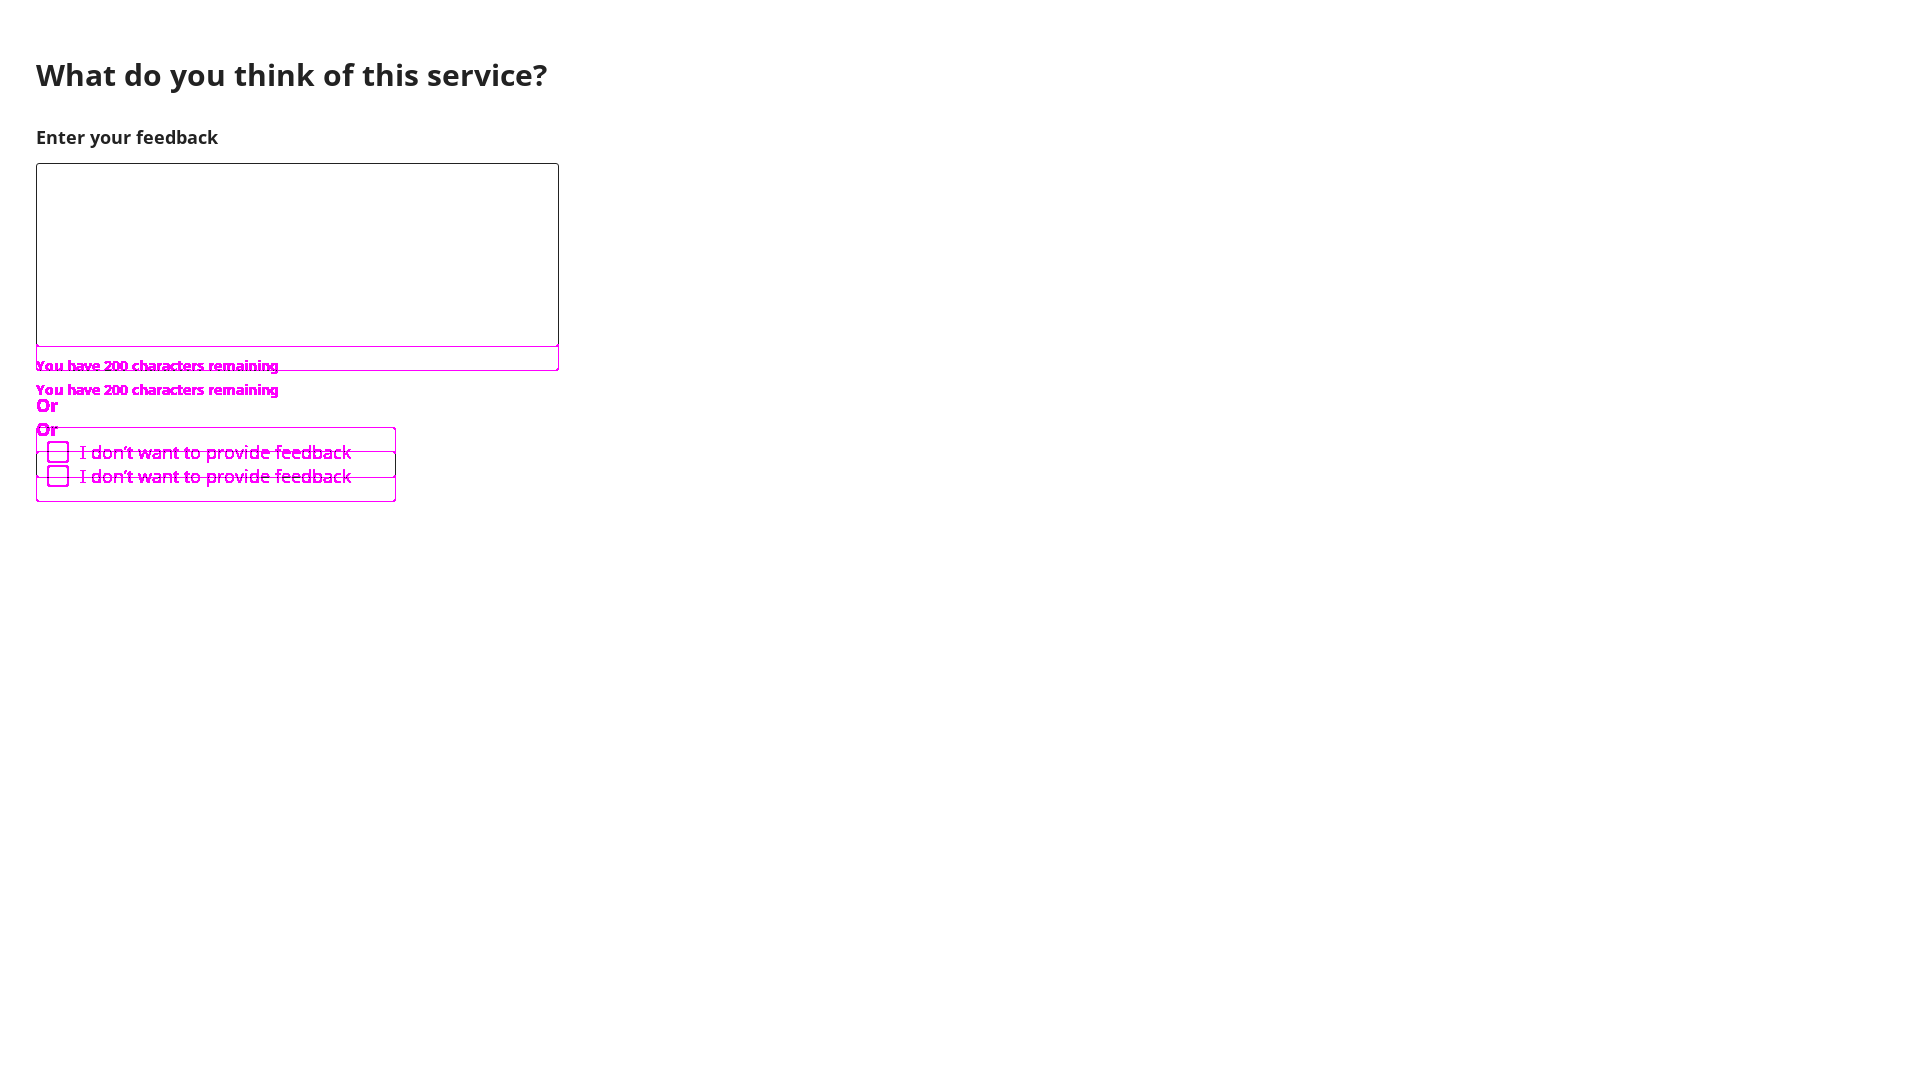 What do you think of this service?
Enter your feedback
You have 200 characters remaining
You have 200 characters remaining
Or
Or
I don't want to provide feedback
I don't want to provide feedback